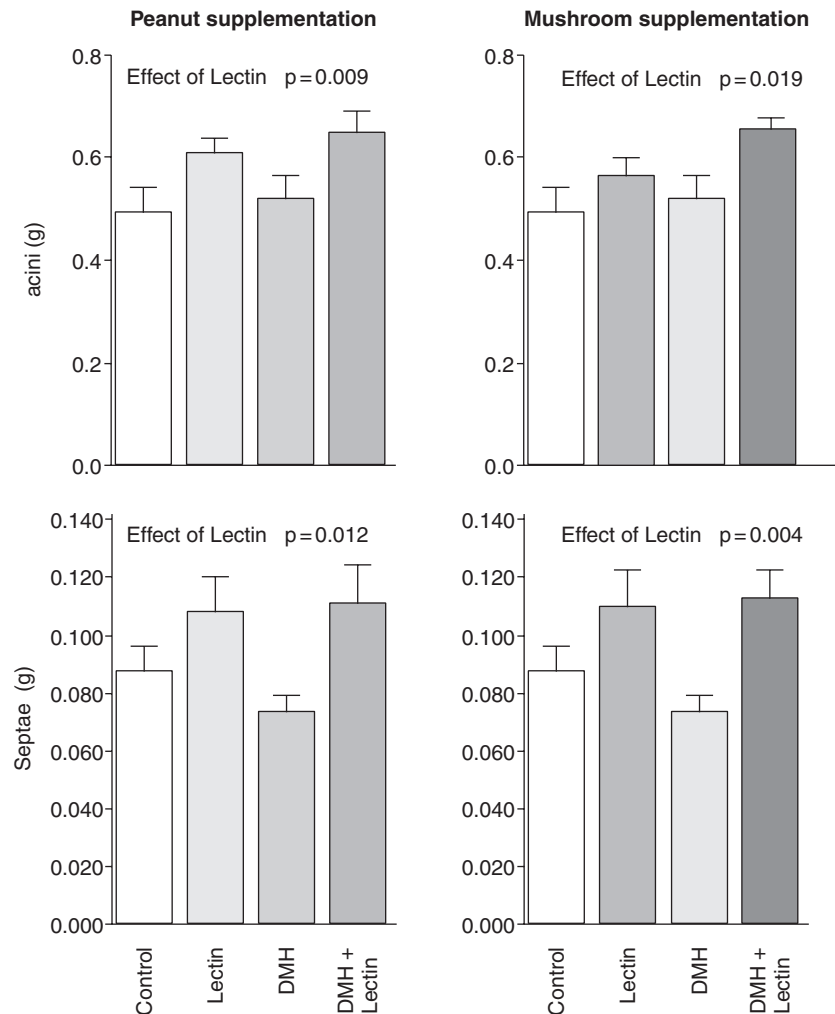 Peanut supplementation
Effect of Lectin p=0.009
acini (g)
0.8
0.6
0.4
0.2
0.0
Mushroom supplementation
Effect of Lectin p=0.019
0.8
0.6
0.4
0.2
0.0
Effect of Lectin p=0.012
Septae (g)
0.140
0.120
0.100
0.080
0.060
0.040
0.020
0.000
Control
Lectin
DMH
DMH +
Lectin
Effect of Lectin p=0.004
0.140
0.120
0.100
0.080
0.060
0.040
0.020
0.000
Control
Lectin
DMH
DMH +
Lectin